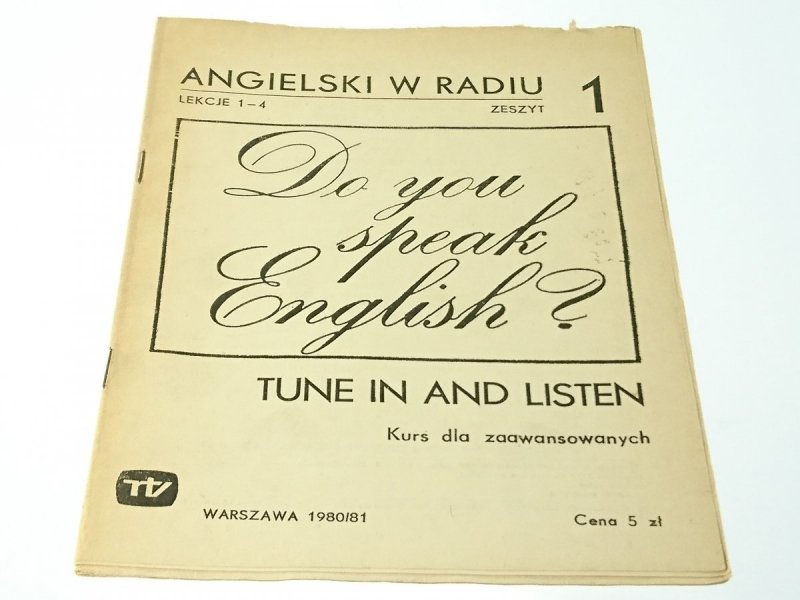 ANGIELSKI W RADIU 1
LEKCJE 1-4 ZESZYT
Do you
speak
English?
TUNE IN AND LISTEN
Kurs dla zaawansowanych
rtv
WARSZAWA 1980/81 Cena 5 zł